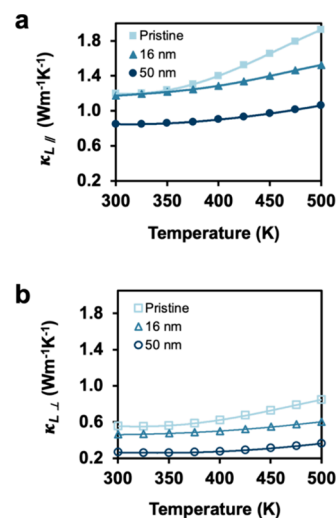 a
κL // (Wm-1K-1)
1.8
1.4
1.0
0.6
0.2
Pristine
16 nm
50 nm
300 350 400 450 500
Temperature (K)
b
κL ⊥ (Wm-1K-1)
1.8
1.4
1.0
0.6
0.2
Pristine
16 nm
50 nm
300 350 400 450 500
Temperature (K)